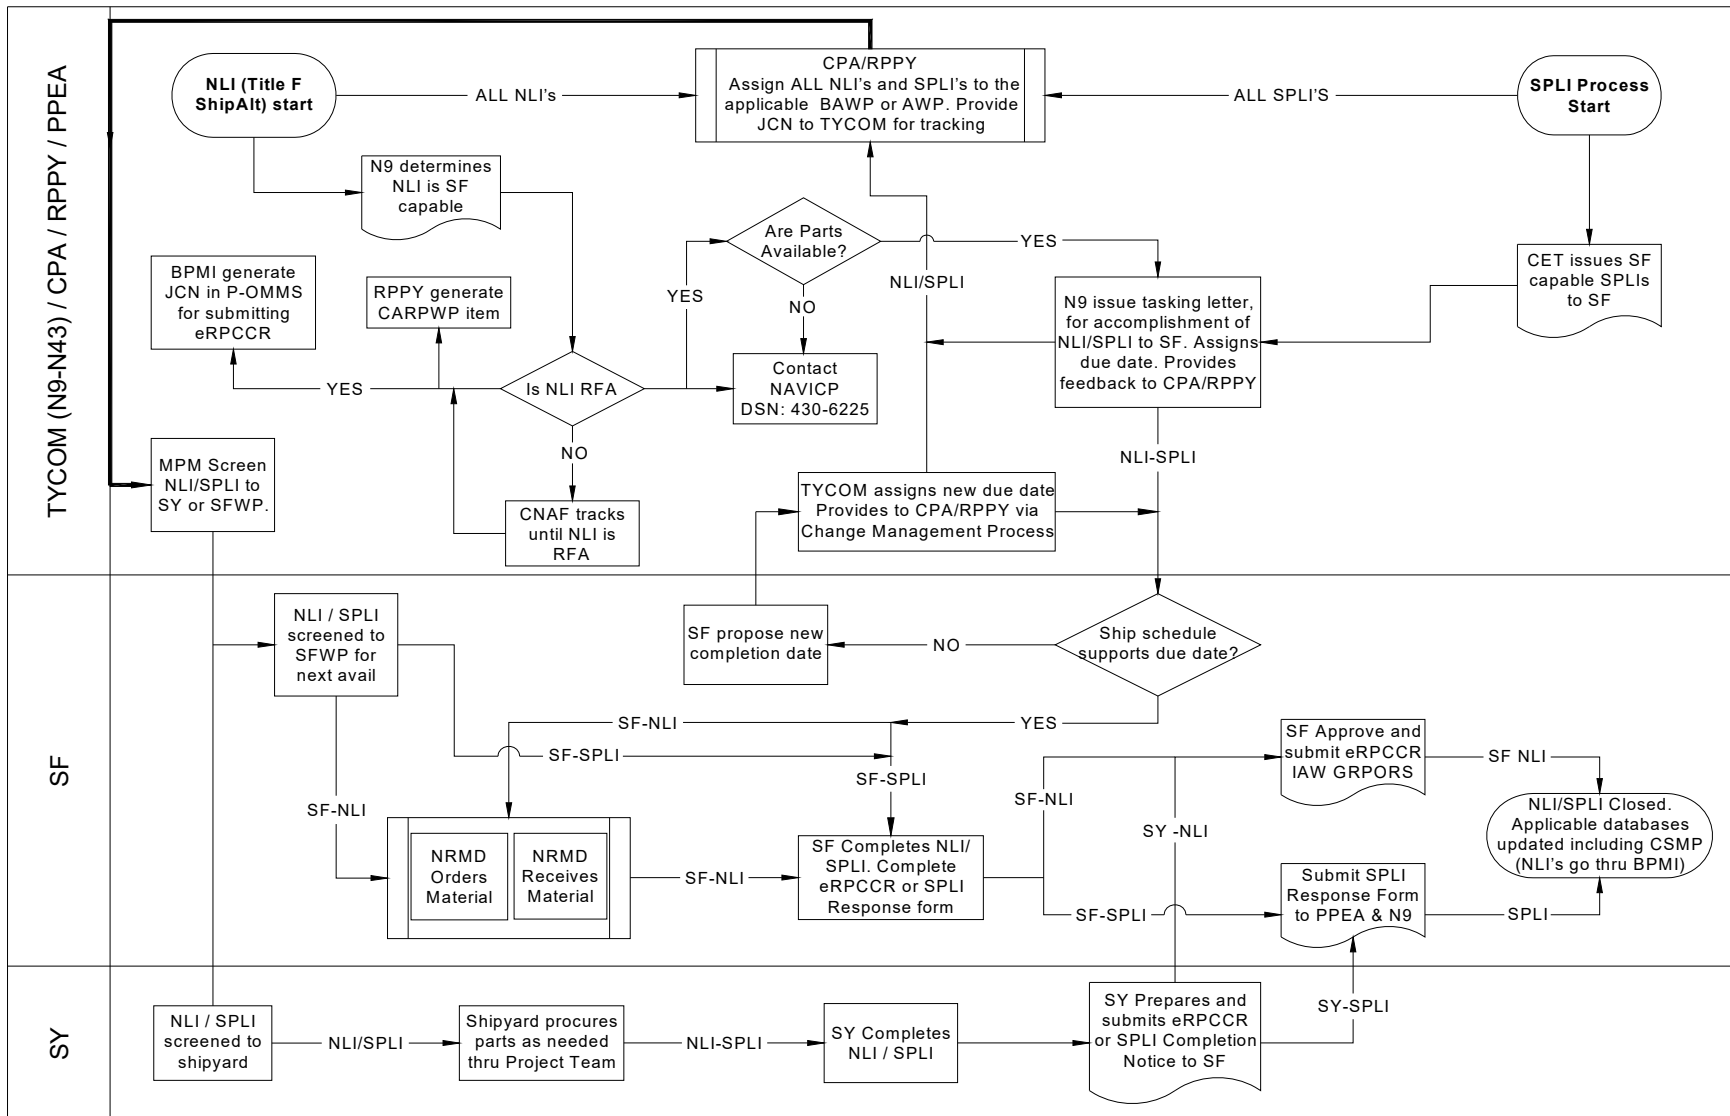 TYCOM (N9-N43) / CPA / RPPY / PPEA
NLI (Title F
ShipAlt) start
ALL NLI's
CPA/RPPY
Assign ALL NLI's and SPLI's to the
applicable BAWP or AWP. Provide
JCN to TYCOM for tracking
ALL SPLI'S
SPLI Process
Start
N9 determines
NLI is SF
capable
Are Parts
Available?
YES
NLI/SPLI
CET issues SF
capable SPLIs
to SF
BPMI generate
JCN in P-OMMS
for submitting
eRPCCR
RPPY generate
CARPWP item
YES
NO
N9 issue tasking letter,
for accomplishment of
NLI/SPLI to SF. Assigns
due date. Provides
feedback to CPA/RPPY
YES
Is NLI RFA
Contact
NAVICP
DSN: 430-6225
NO
NLI-SPLI
MPM Screen
NLI/SPLI to
SY or SFWP.
CNAF tracks
until NLI is
RFA
TYCOM assigns new due date
Provides to CPA/RPPY via
Change Management Process
SF
NLI / SPLI
screened to
SFWP for
next avail
SF propose new
completion date
NO
Ship schedule
supports due date?
SF-NLI
YES
SF-SPLI
SF-SPLI
SF-NLI
SF-NLI
SY -NLI
SF Approve and
submit eRPCCR
IAW GRPORS
SF NLI
NLI/SPLI Closed.
Applicable databases
updated including CSMP
(NLI's go thru BPMI)
NRMD
Orders
Material
NRMD
Receives
Material
SF-NLI
SF Completes NLI/
SPLI. Complete
eRPCCR or SPLI
Response form
SF-SPLI
Submit SPLI
Response Form
to PPEA & N9
SPLI
SY
NLI / SPLI
screened to
shipyard
NLI/SPLI
Shipyard procures
parts as needed
thru Project Team
NLI-SPLI
SY Completes
NLI / SPLI
SY Prepares and
submits eRPCCR
or SPLI Completion
Notice to SF
SY-SPLI